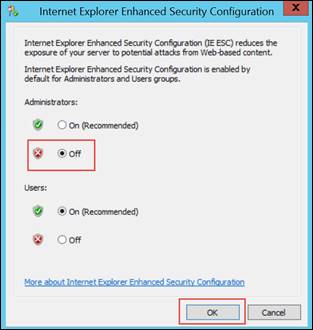 Internet Explorer Enhanced Security Configuration
Internet Explorer Enhanced Security Configuration (IE ESC) reduces the
exposure of your server to potential attacks from Web-based content.
Internet Explorer Enhanced Security Configuration is enabled by
default for Administrators and Users groups.
Administrators:
On (Recommended)
Off
Users:
On (Recommended)
Off
More about Internet Explorer Enhanced Security Configuration
OK Cancel